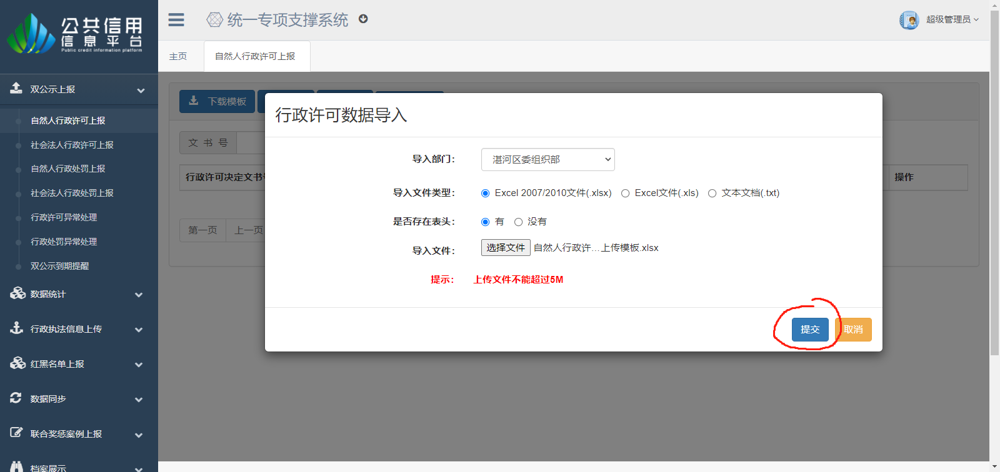 公共信用
信息平台
Public credit information platform
统一专项支撑系统
超级管理员
主页
自然人行政许可上报
双公示上报
自然人行政许可上报
社会法人行政许可上报
自然人行政处罚上报
社会法人行政处罚上报
行政许可异常处理
行政处罚异常处理
双公示到期提醒
数据统计
行政执法信息上传
红黑名单上报
数据同步
联合奖惩案例上报
档案展示
下载模板
文 书 号
行政许可决定文书
操作
第一页
上一页
行政许可数据导入
导入部门：
湛河区委组织部
导入文件类型：
Excel 2007/2010文件(.xlsx)
Excel文件(.xls)
文本文档(.txt)
是否存在表头：
有
没有
导入文件：
选择文件 自然人行政许…上传模板.xlsx
提示：
上传文件不能超过5M
提交
取消